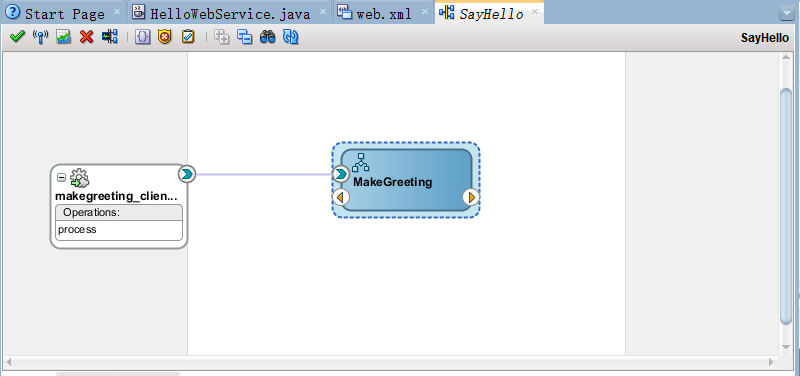 Start Page HelloWebService.java web.xml SayHello
SayHello
makegreeting_clien...
Operations:
process
MakeGreeting